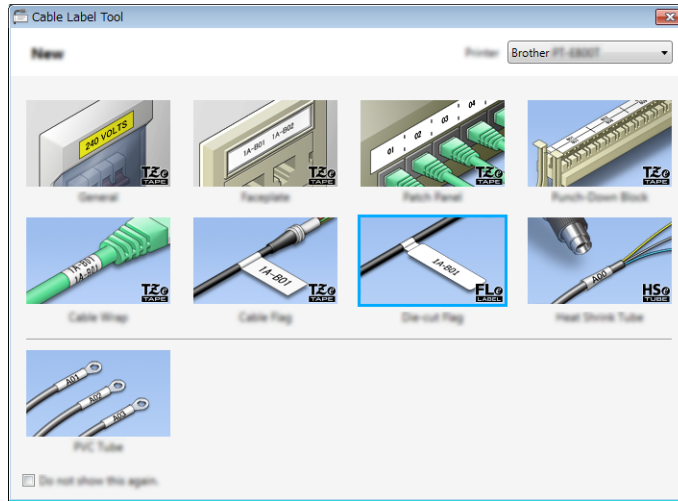 Cable Label Tool
New
Printer
Brother PT-E800T
240 VOLTS
TZe
TAPE
1A-B01 1A-B02
TZe
TAPE
01 02 03 04
TZe
TAPE
TZe
TAPE
General
Faceplate
Patch Panel
Punch-Down Block
1A-B01
1A-B01
TZe
TAPE
1A-B01
TZe
TAPE
1A-B01
FLe
LABEL
A00
HSe
TUBE
Cable Wrap
Cable Flag
Die-cut Flag
Heat Shrink Tube
A01
A02
A03
PVC Tube
Do not show this again.